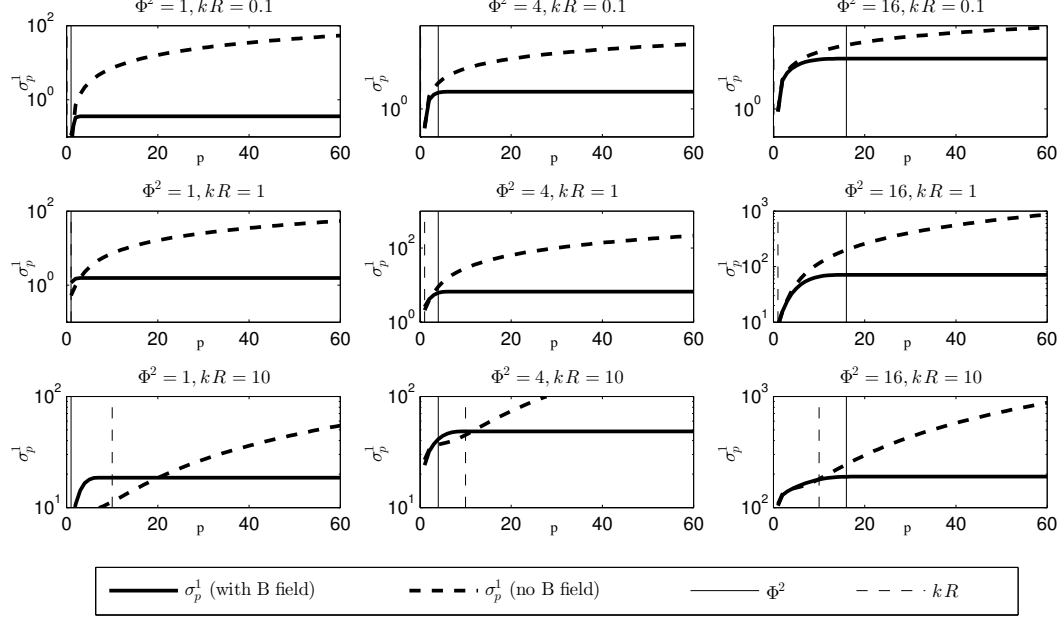 Φ² = 1, kR = 0.1
Φ² = 4, kR = 0.1
Φ² = 16, kR = 0.1
10²
10⁰
σ¹ₚ
0 20 40 60
p
10⁰
σ¹ₚ
0 20 40 60
p
10⁰
σ¹ₚ
0 20 40 60
p
Φ² = 1, kR = 1
Φ² = 4, kR = 1
Φ² = 16, kR = 1
10²
10⁰
σ¹ₚ
0 20 40 60
p
10²
10⁰
σ¹ₚ
0 20 40 60
p
10³
10²
10¹
σ¹ₚ
0 20 40 60
p
Φ² = 1, kR = 10
Φ² = 4, kR = 10
Φ² = 16, kR = 10
10²
10¹
σ¹ₚ
0 20 40 60
p
10²
10¹
σ¹ₚ
0 20 40 60
p
10³
10²
σ¹ₚ
0 20 40 60
p
σ¹ₚ (with B field)
σ¹ₚ (no B field)
Φ²
kR